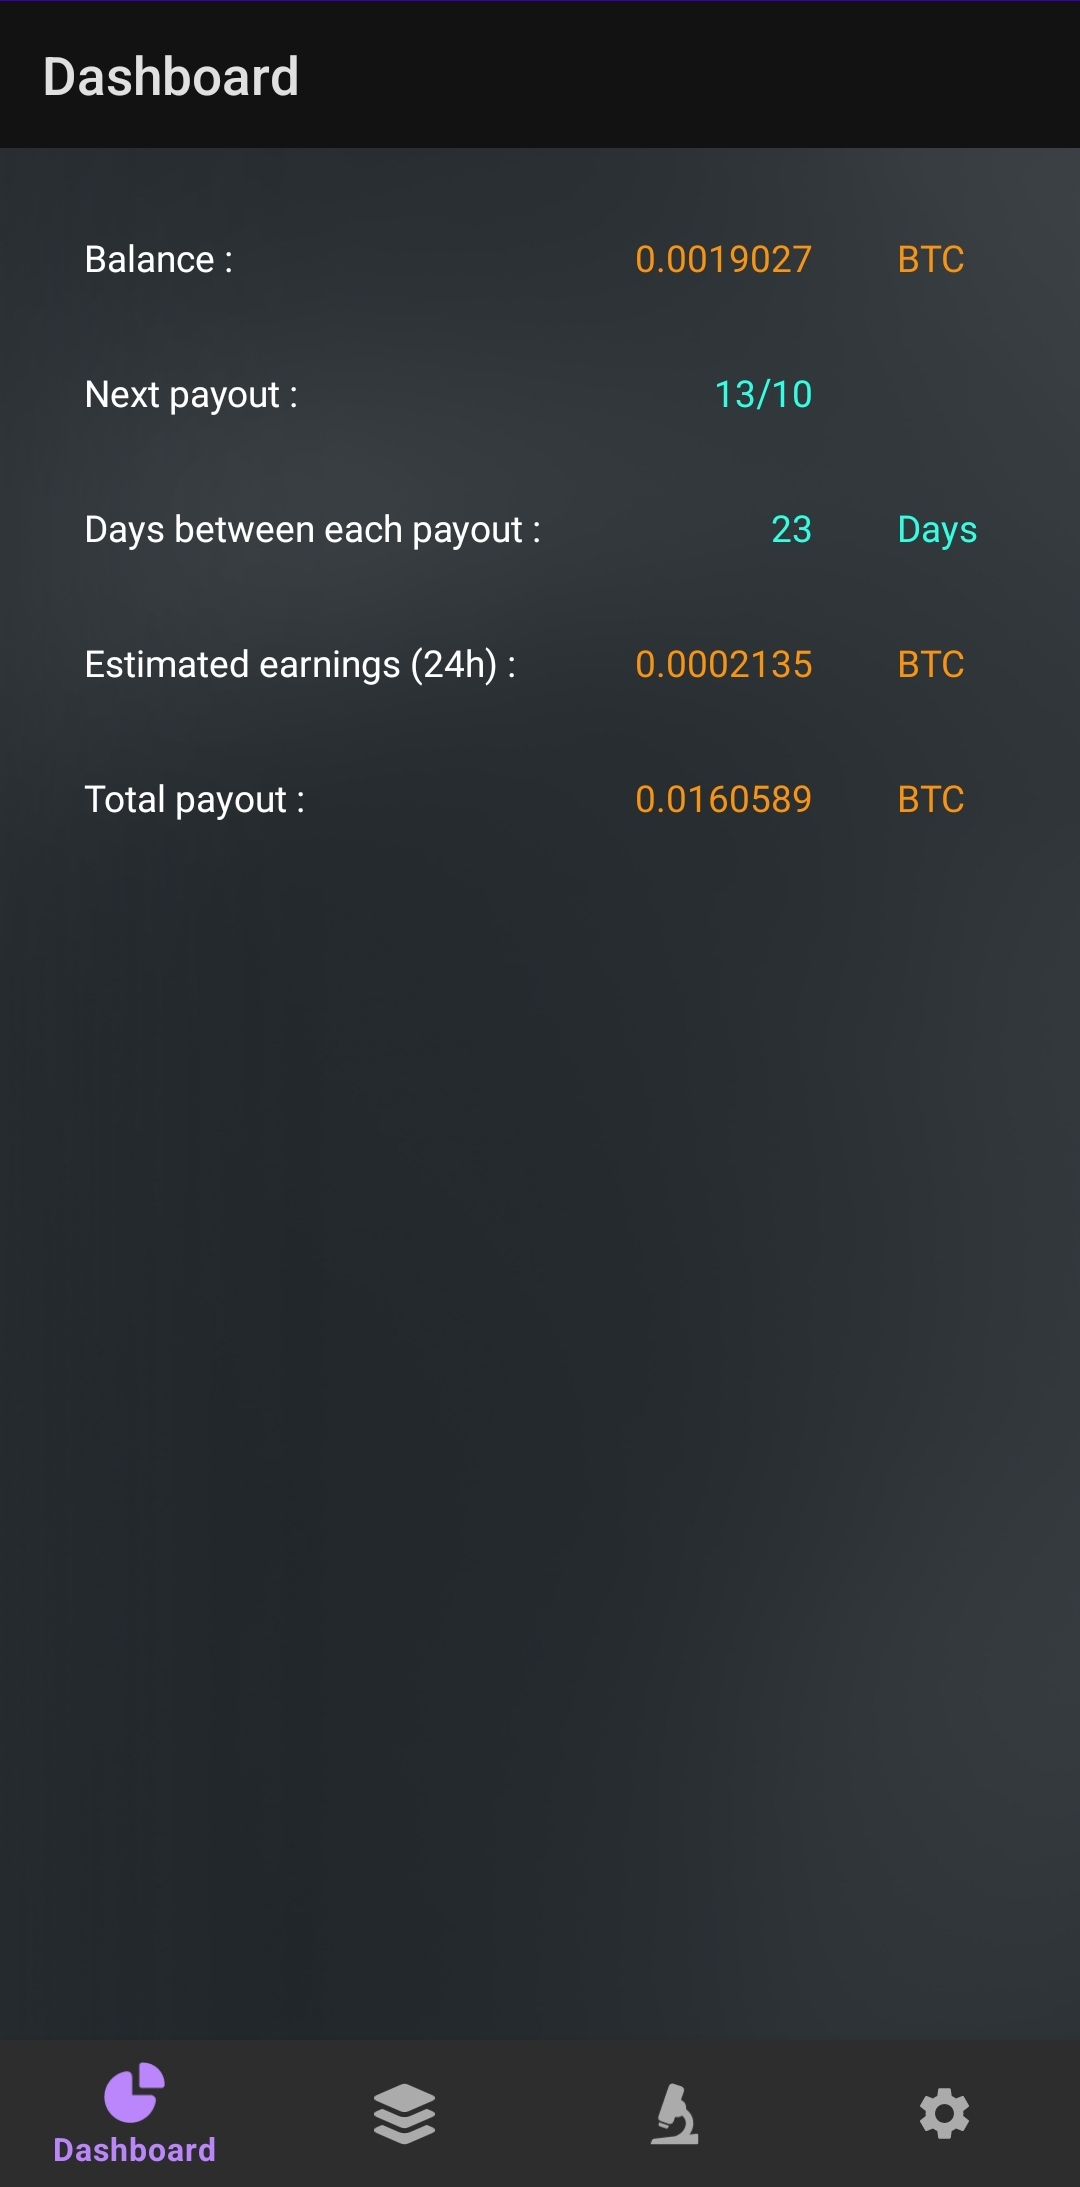 Dashboard
Balance : 0.0019027 BTC
Next payout : 13/10
Days between each payout : 23 Days
Estimated earnings (24h) : 0.0002135 BTC
Total payout : 0.0160589 BTC
Dashboard